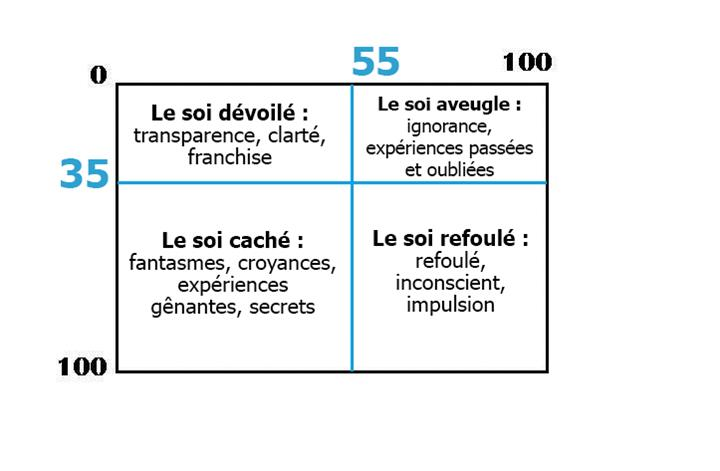 55
100
0
Le soi dévoilé :
transparence, clarté,
franchise
Le soi aveugle :
ignorance,
expériences passées
et oubliées
35
Le soi caché :
fantasmes, croyances,
expériences
gênantes, secrets
Le soi refoulé :
refoulé,
inconscient,
impulsion
100